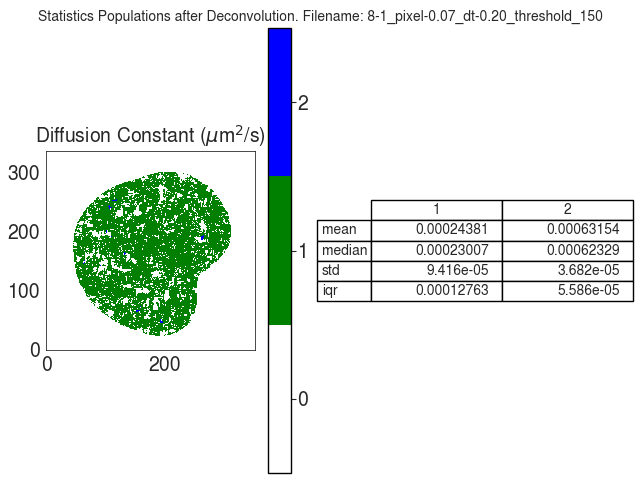 Statistics Populations after Deconvolution. Filename: 8-1_pixel-0.07_dt-0.20_threshold_150
Diffusion Constant (μm²/s)
300
200
100
0
0 200
2
1
0
1 2
mean 0.00024381 0.00063154
median 0.00023007 0.00062329
std 9.416e-05 3.682e-05
iqr 0.00012763 5.586e-05